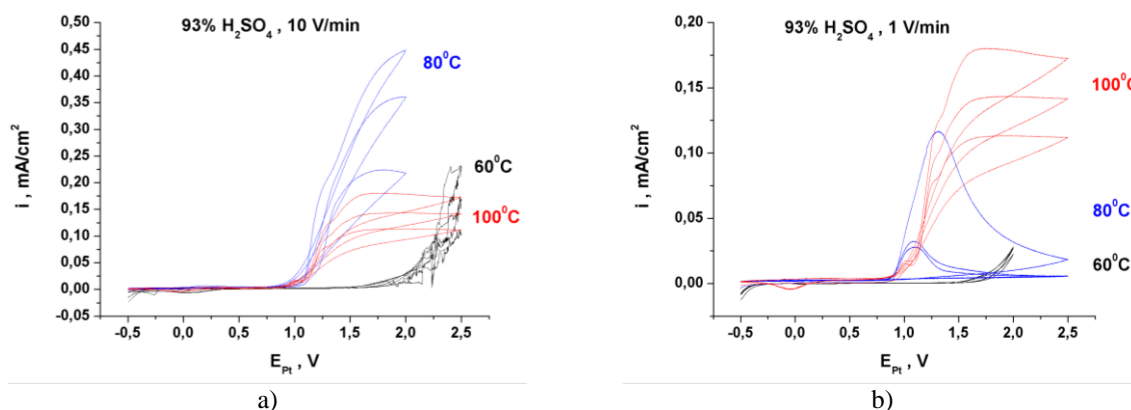 93% H₂SO₄ , 10 V/min
0,50
0,45
0,40
0,35
0,30
0,25
0,20
0,15
0,10
0,05
0,00
-0,05
i , mA/cm²
80⁰C
60⁰C
100⁰C
-0,5 0,0 0,5 1,0 1,5 2,0 2,5
E_Pt , V
a)
93% H₂SO₄ , 1 V/min
0,20
0,15
0,10
0,05
0,00
i , mA/cm²
100⁰C
80⁰C
60⁰C
-0,5 0,0 0,5 1,0 1,5 2,0 2,5
E_Pt , V
b)